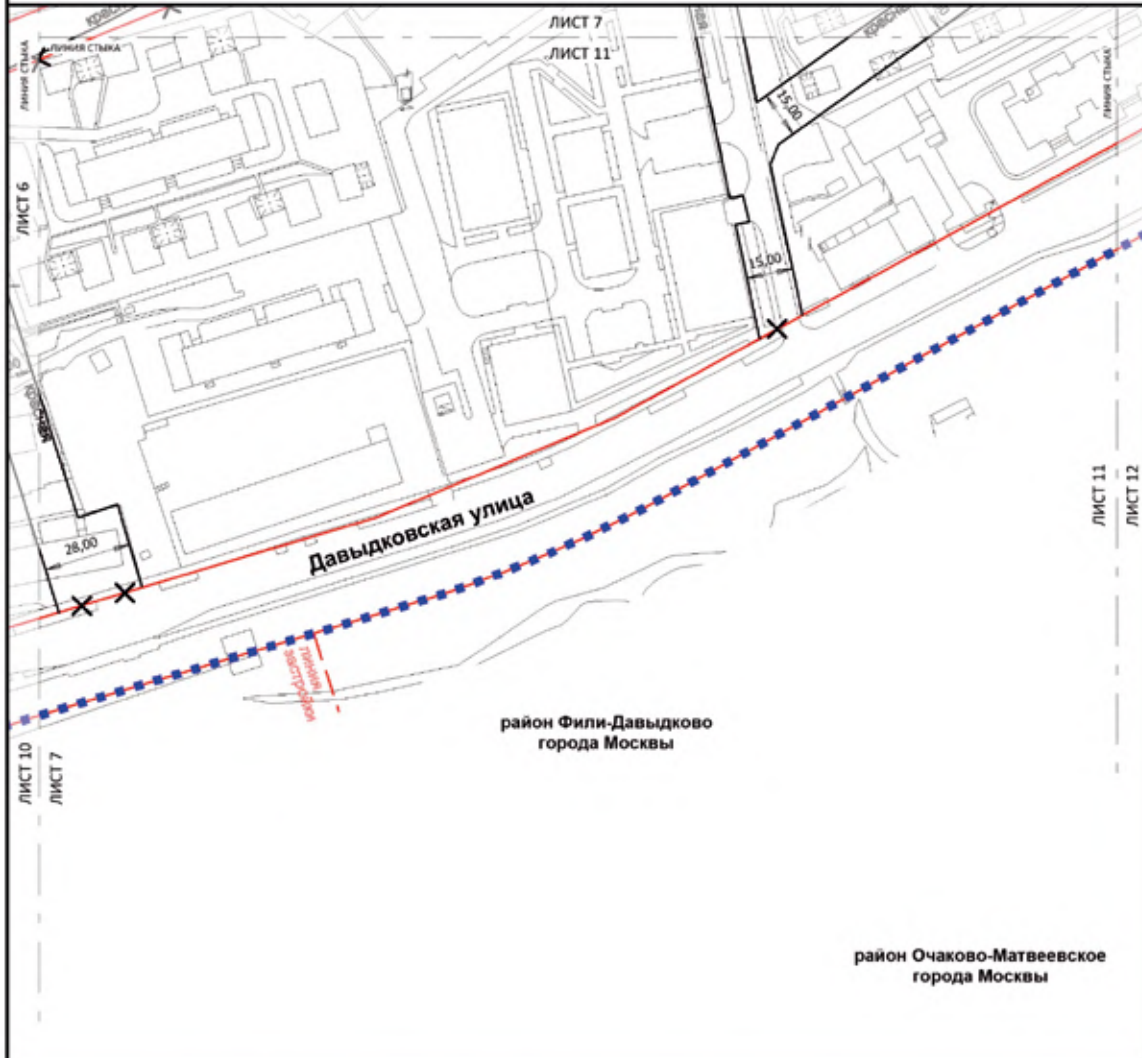 ЛИСТ 7
ЛИНИЯ СТЫКА
ЛИСТ 11
ЛИНИЯ СТЫКА
ЛИНИЯ СТЫКА
15,00
ЛИСТ 6
15,00
28,00
Давыдковская улица
ЛИСТ 11
ЛИСТ 12
линия
застройки
район Фили-Давыдково
города Москвы
ЛИСТ 10
ЛИСТ 7
район Очаково-Матвеевское
города Москвы